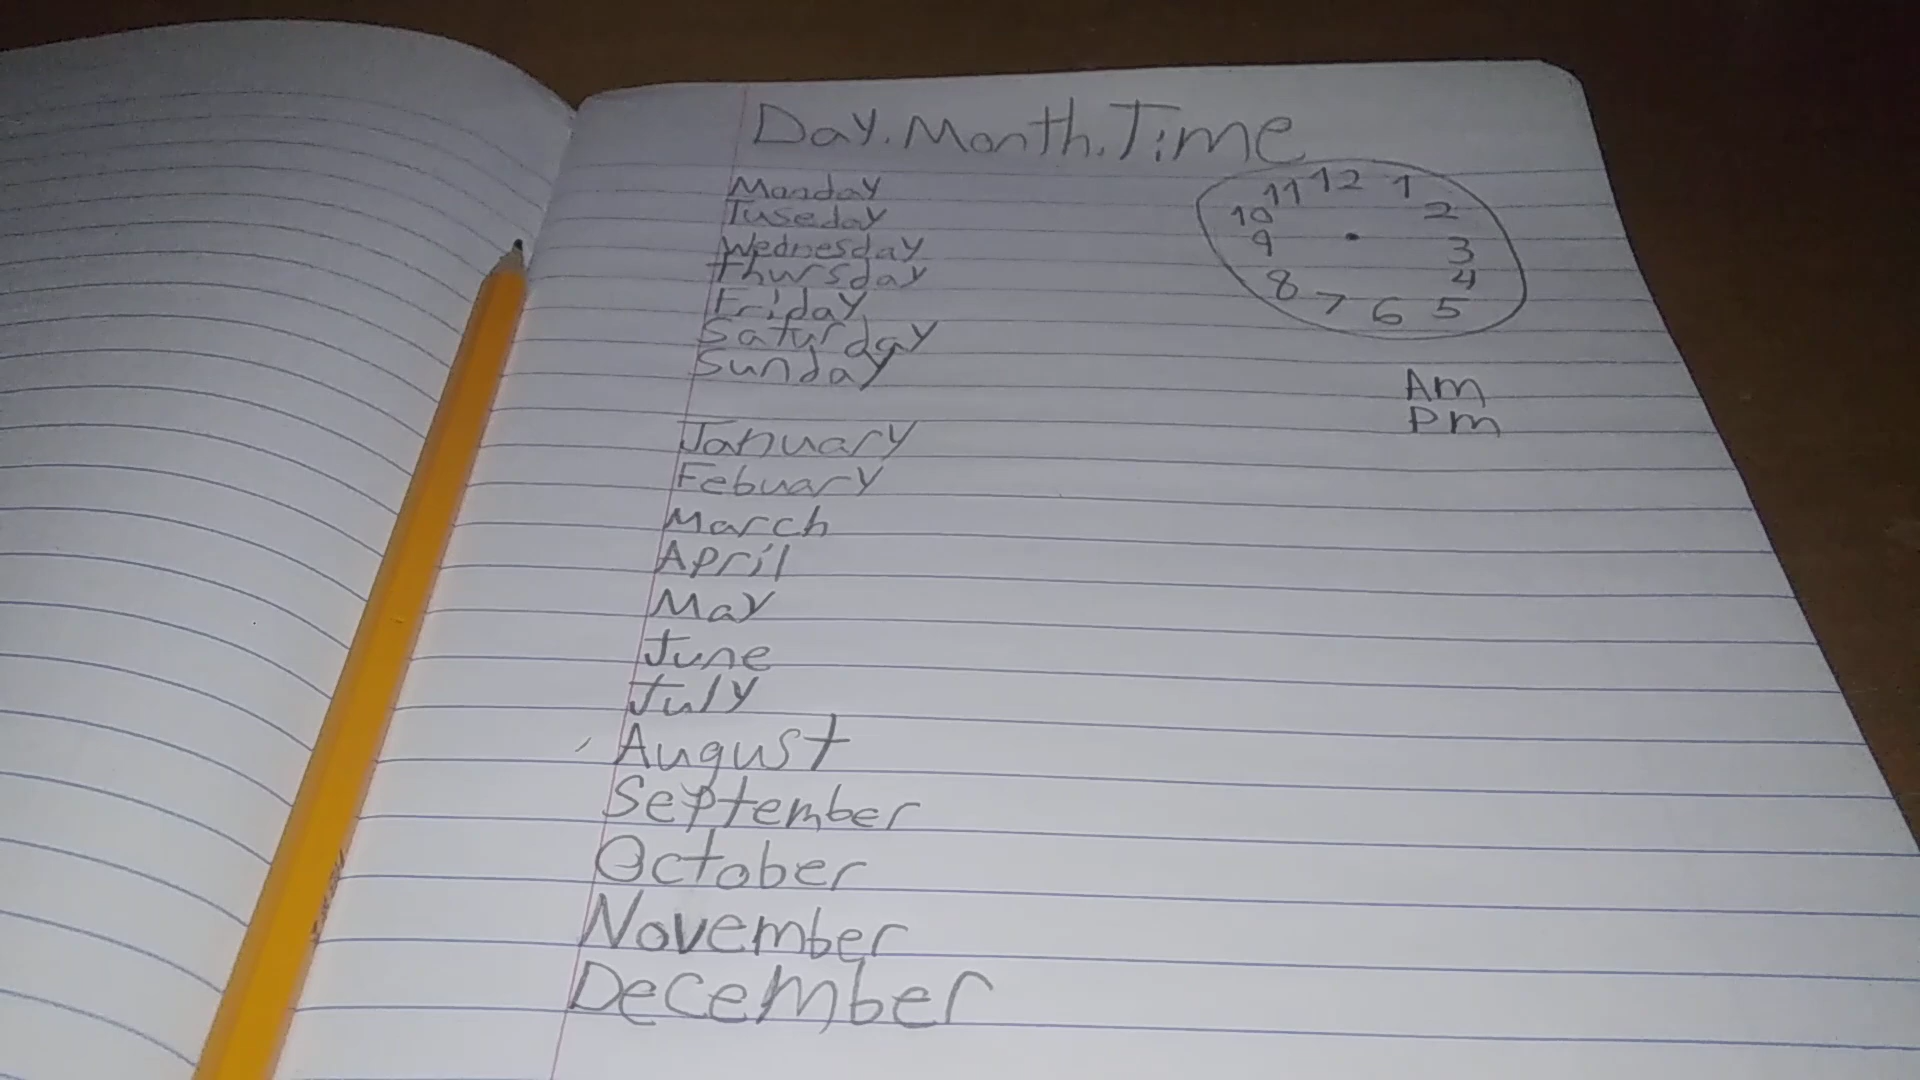 Day. Month. Time
Monday
Tuseday
Wednesday
Thursday
Friday
Saturday
Sunday
January
Febuary
March
April
May
June
July
August
September
October
November
December
11 12 1
10 2
9 3
8 4
7 6 5
Am
Pm